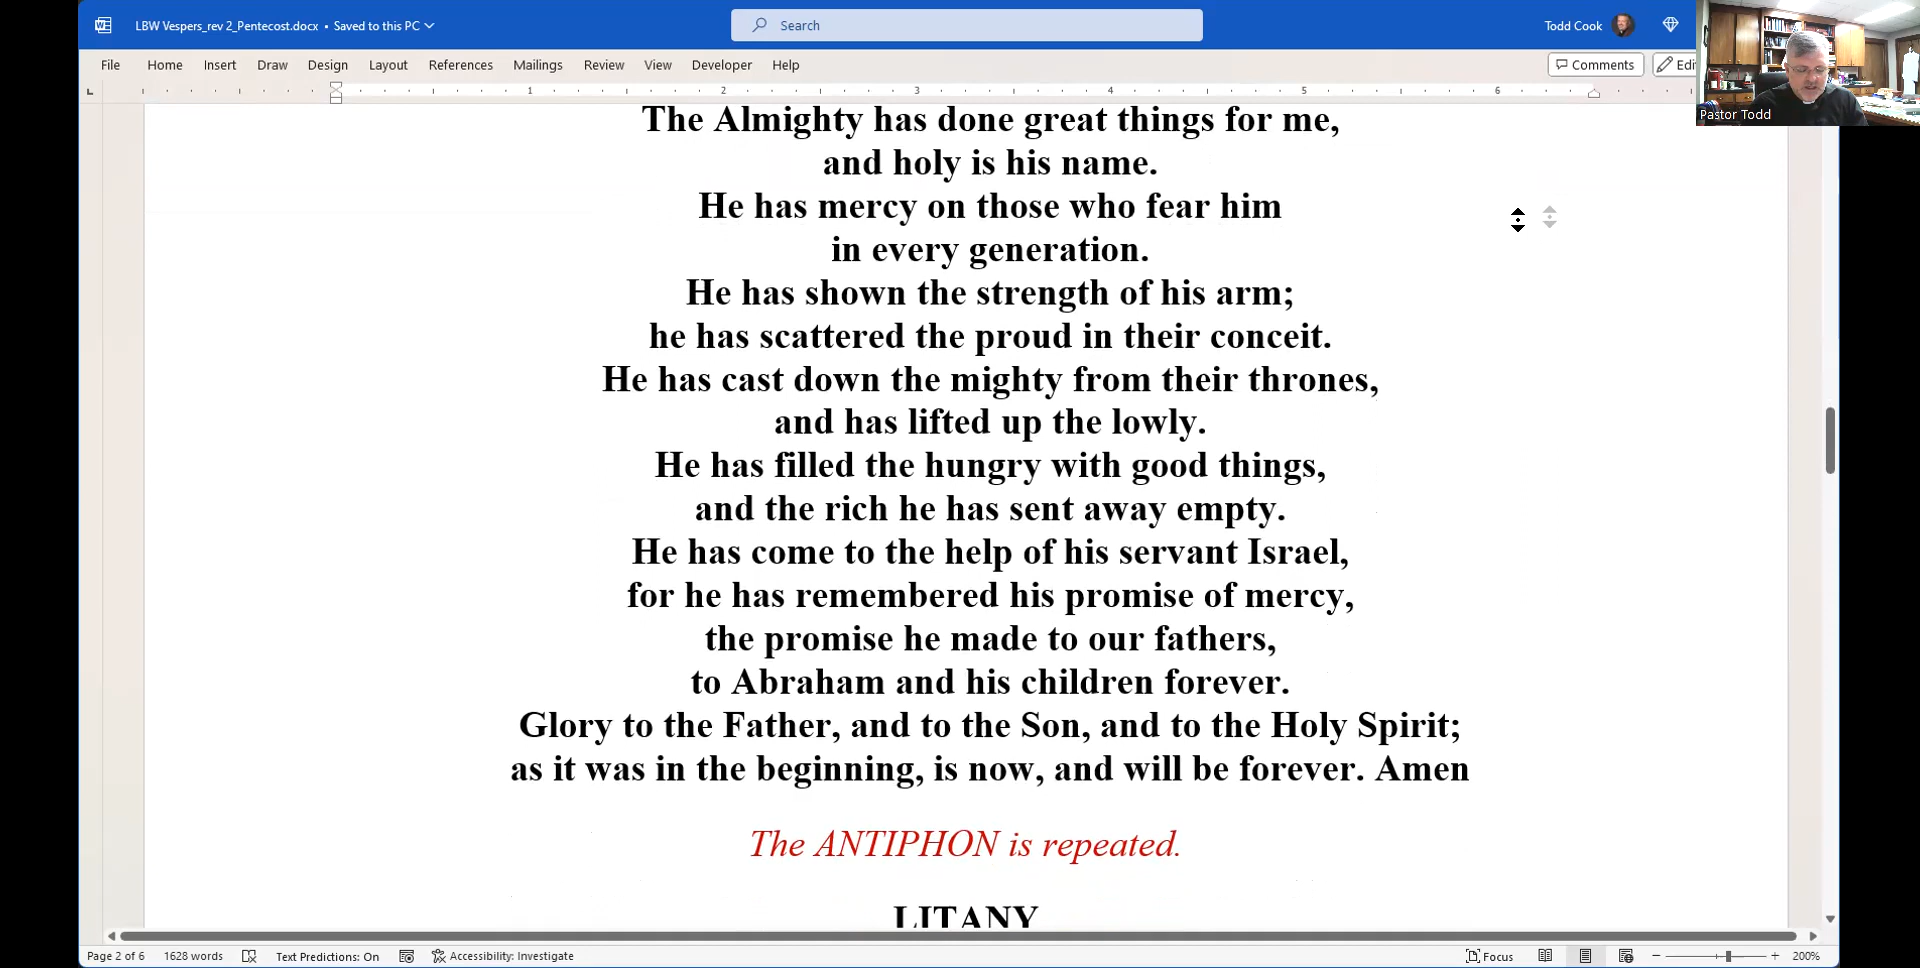 LBW Vespers_rev 2_Pentecost.docx • Saved to this PC
Search
Todd Cook
File Home Insert Draw Design Layout References Mailings Review View Developer Help
Comments
Edi
Pastor Todd
1 2 3 4 5 6
The Almighty has done great things for me,
and holy is his name.
He has mercy on those who fear him
in every generation.
He has shown the strength of his arm;
he has scattered the proud in their conceit.
He has cast down the mighty from their thrones,
and has lifted up the lowly.
He has filled the hungry with good things,
and the rich he has sent away empty.
He has come to the help of his servant Israel,
for he has remembered his promise of mercy,
the promise he made to our fathers,
to Abraham and his children forever.
Glory to the Father, and to the Son, and to the Holy Spirit;
as it was in the beginning, is now, and will be forever. Amen
The ANTIPHON is repeated.
LITANY
Page 2 of 6 1628 words Text Predictions: On Accessibility: Investigate Focus 200%